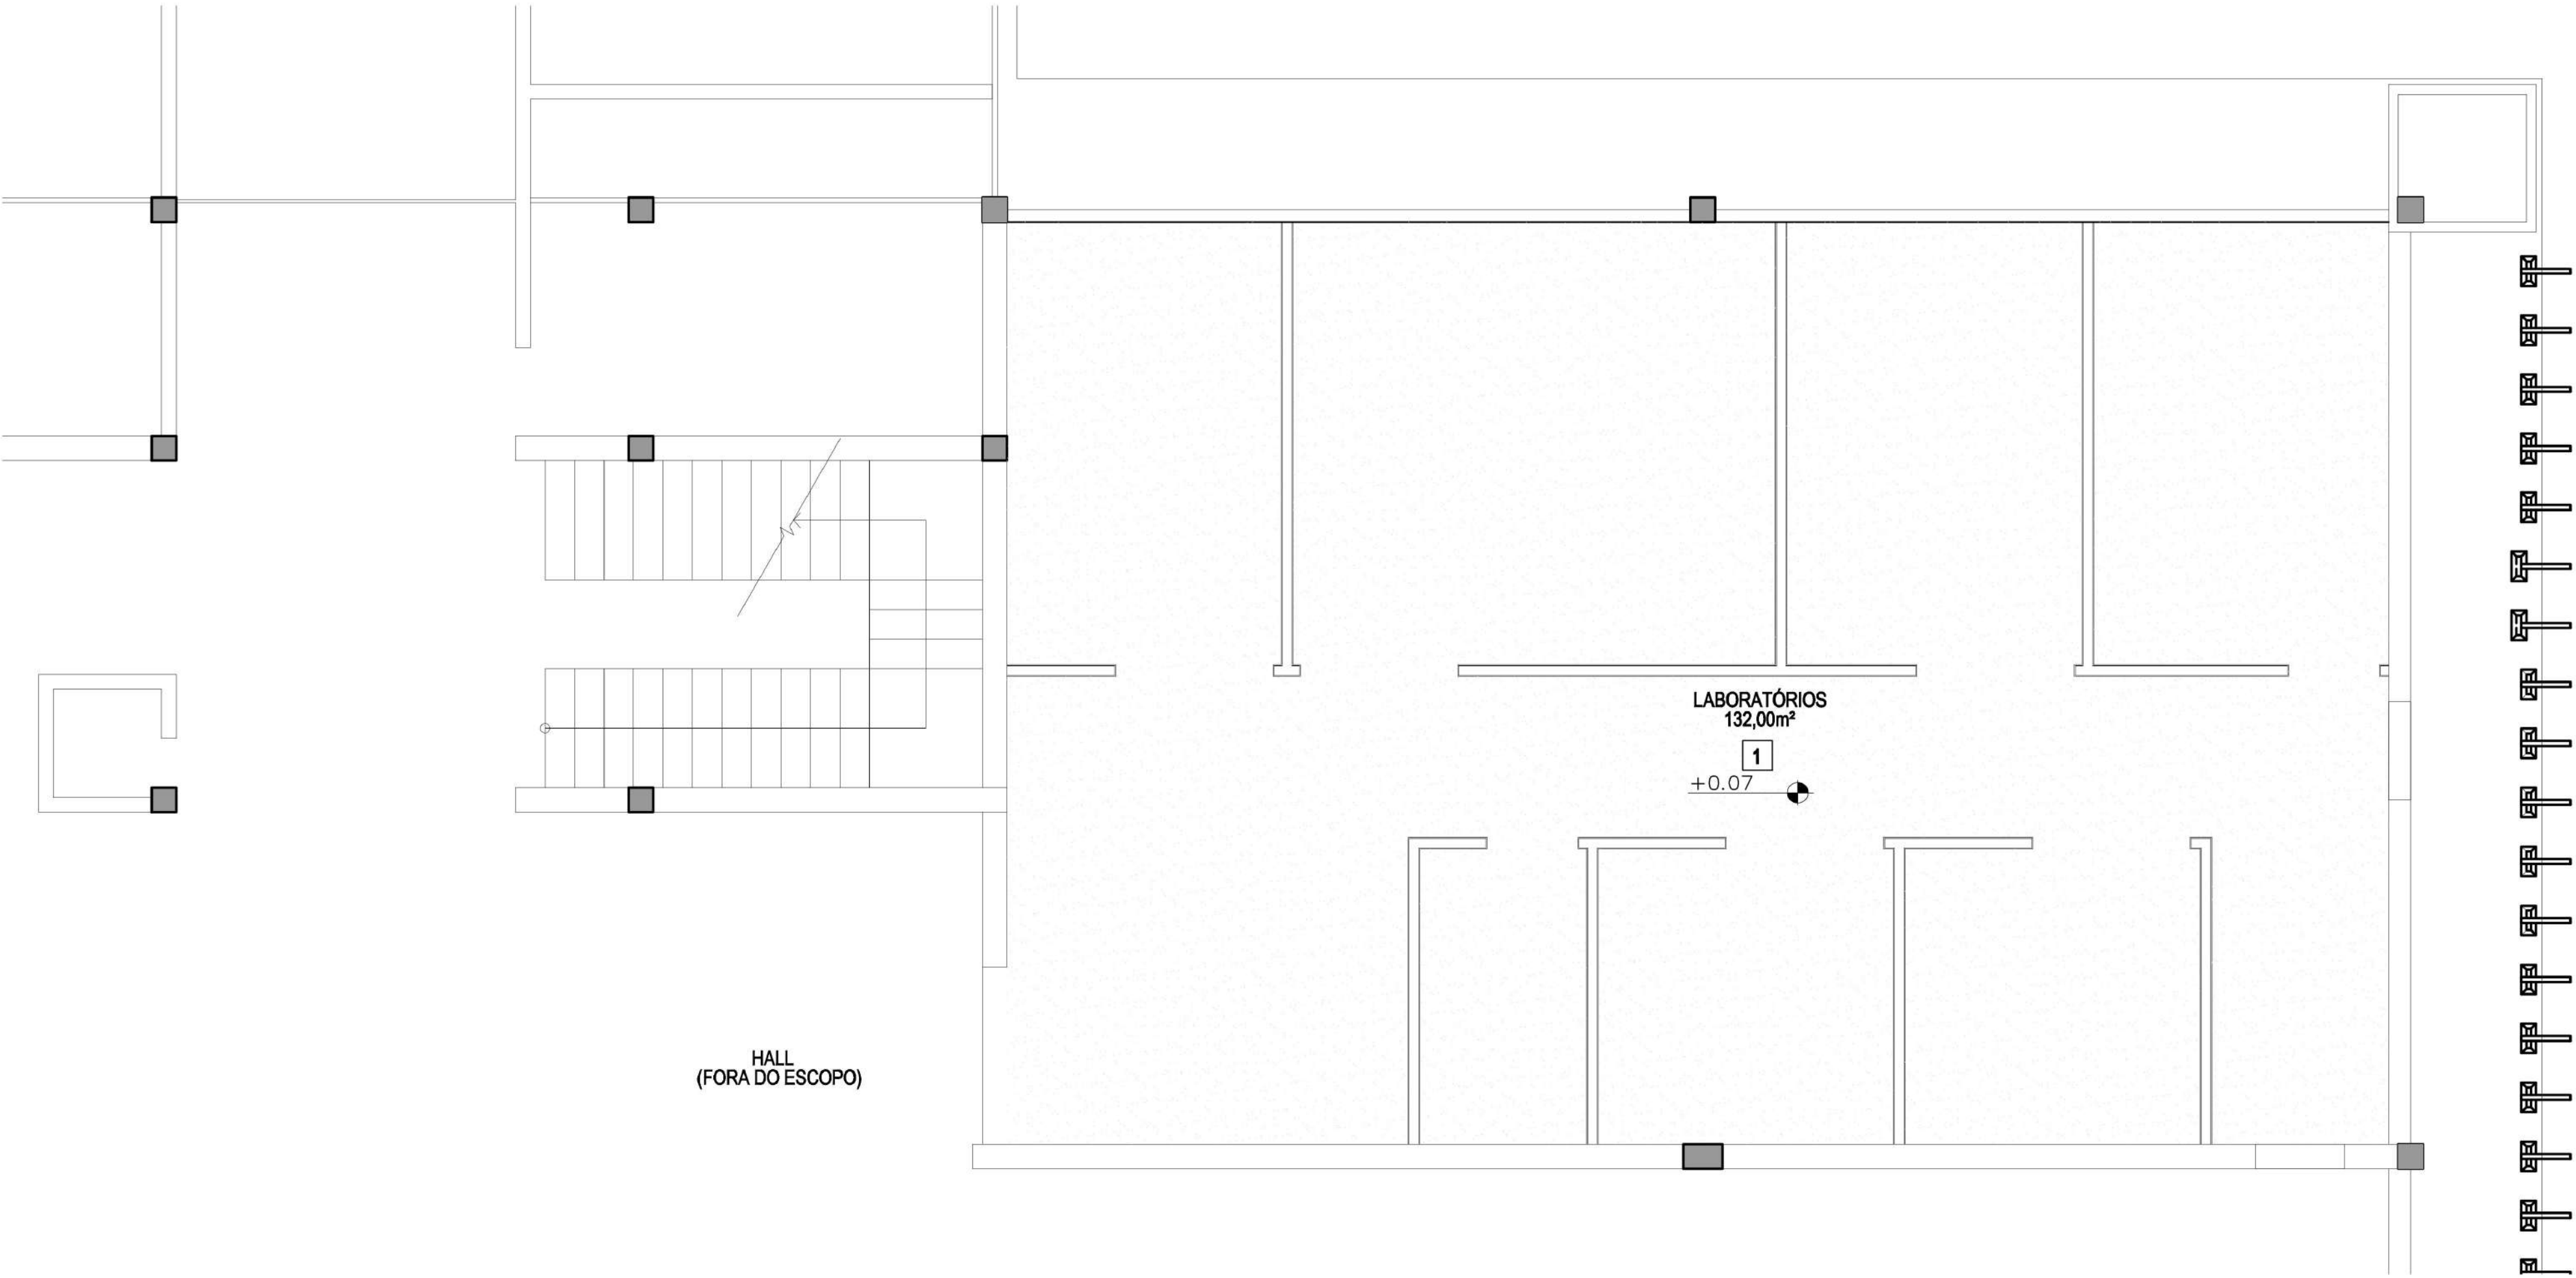 LABORATÓRIOS
132,00m²
1
+0.07
HALL
(FORA DO ESCOPO)